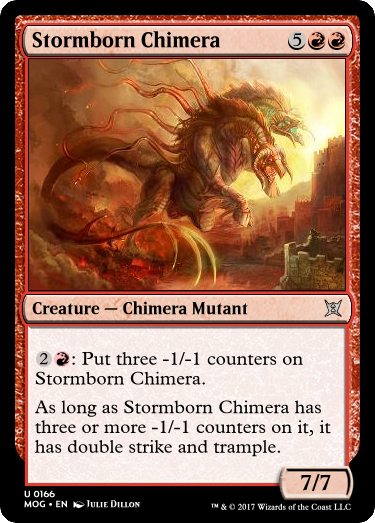 Stormborn Chimera 5
Creature — Chimera Mutant
2 : Put three -1/-1 counters on
Stormborn Chimera.
As long as Stormborn Chimera has
three or more -1/-1 counters on it, it
has double strike and trample.
7/7
U 0166
MOG • EN Julie Dillon
™ & © 2017 Wizards of the Coast LLC